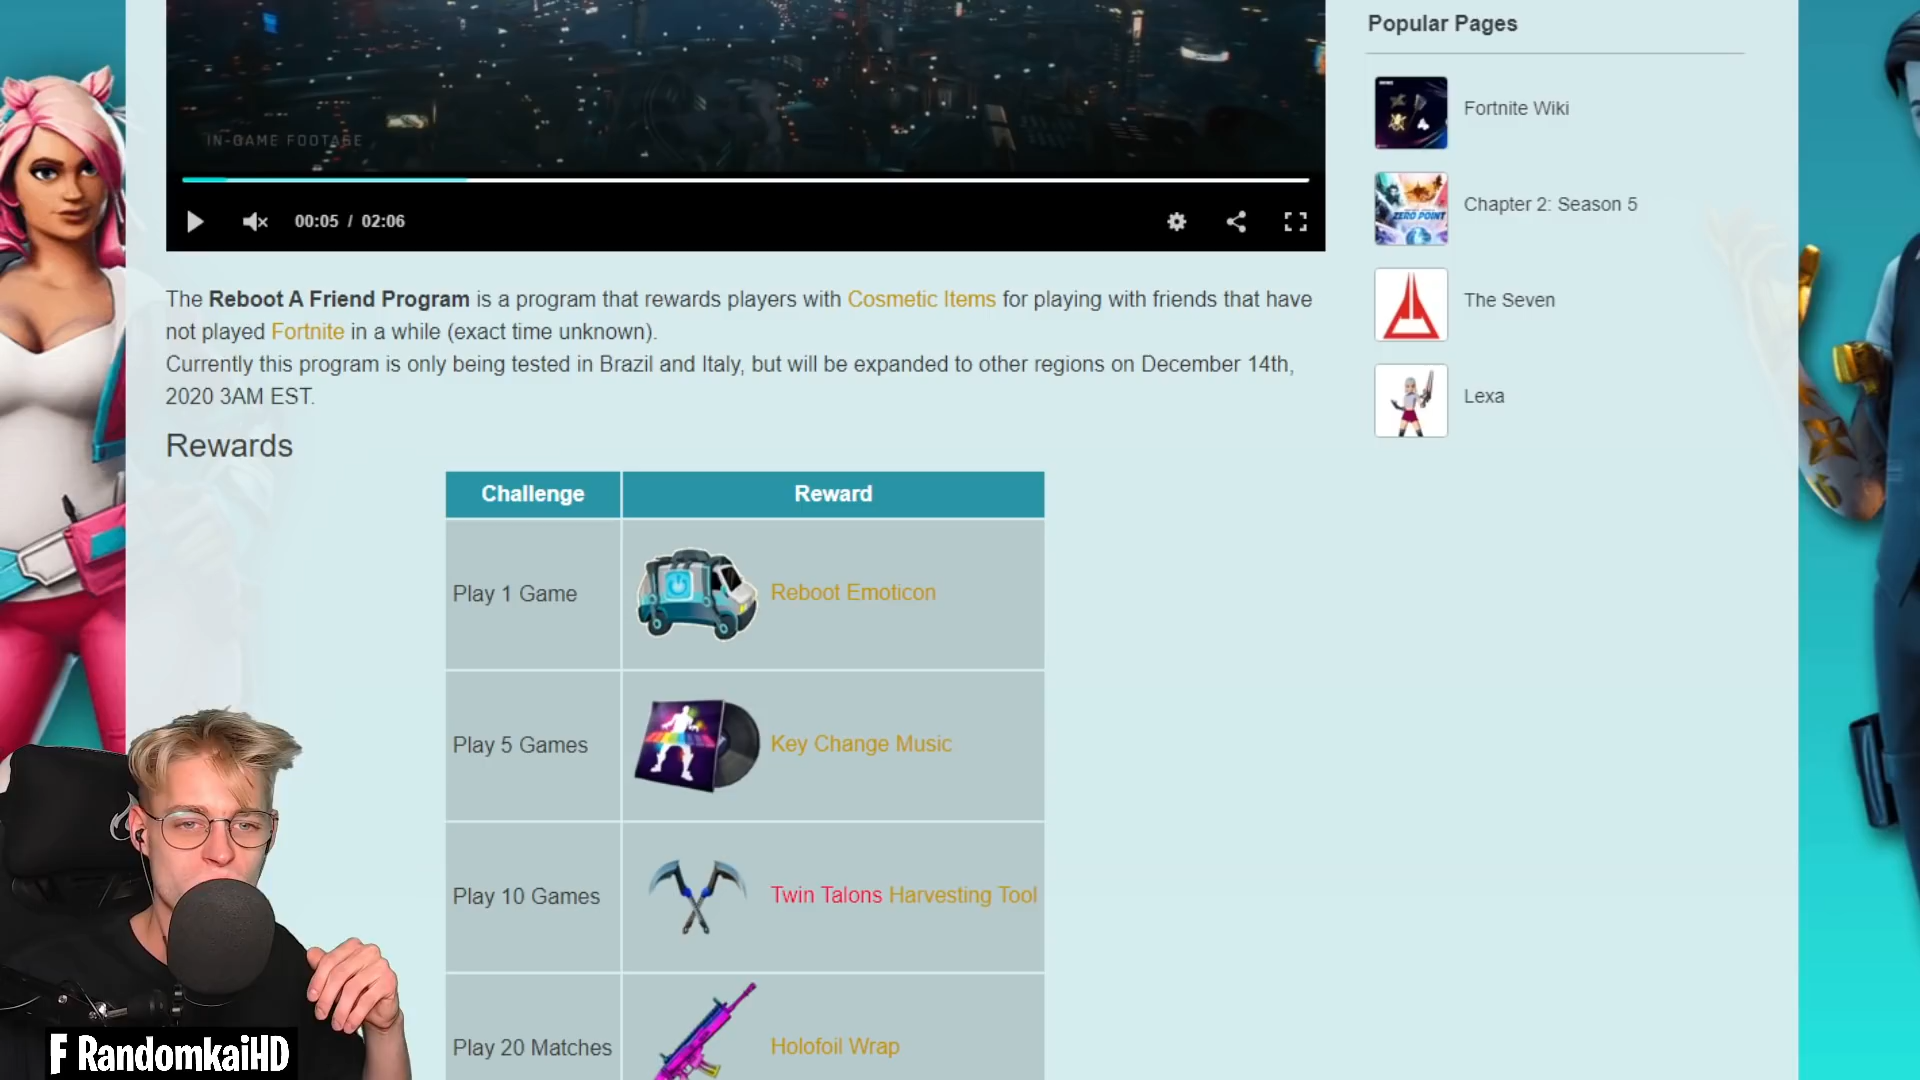 IN-GAME FOOTAGE
00:05 / 02:06
The Reboot A Friend Program is a program that rewards players with Cosmetic Items for playing with friends that have
not played Fortnite in a while (exact time unknown).
Currently this program is only being tested in Brazil and Italy, but will be expanded to other regions on December 14th,
2020 3AM EST.
Rewards
Challenge Reward
Play 1 Game Reboot Emoticon
Play 5 Games Key Change Music
Play 10 Games Twin Talons Harvesting Tool
Play 20 Matches Holofoil Wrap
Popular Pages
Fortnite Wiki
ZERO POINT
Chapter 2: Season 5
The Seven
Lexa
F RandomkaiHD